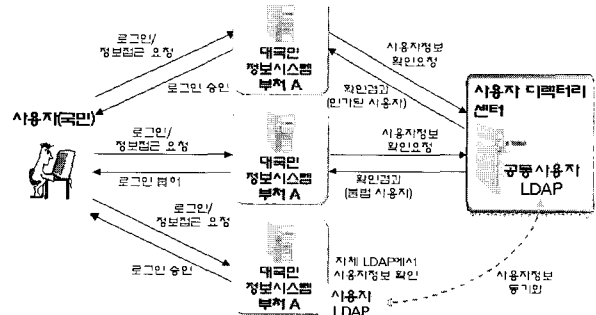 로그인/
정보접근 요청
로그인 승인
대국민
정보시스템
부처 A
사용자정보
확인요청
확인결과
(인가된 사용자)
사용자 디렉터리
센터
공통사용자
LDAP
사용자(국민)
로그인/
정보접근 요청
로그인
대국민
정보시스템
부처 A
사용자정보
확인요청
확인결과
(불법 사용자)
로그인/
정보접근 요청
로그인 승인
대국민
정보시스템
부처 A
자체 LDAP에서
사용자정보 확인
사용자
LDAP
사용자정보
동기화